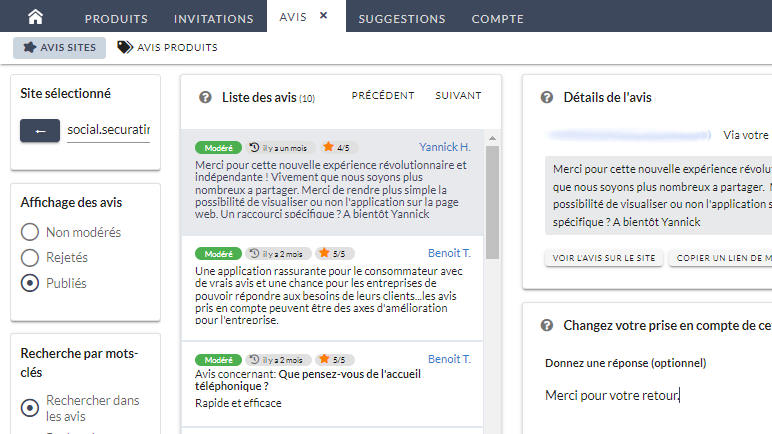 PRODUITS INVITATIONS AVIS × SUGGESTIONS COMPTE
AVIS SITES AVIS PRODUITS
Site sélectionné
← social.securatir
Affichage des avis
Non modérés
Rejetés
Publiés
Recherche par mots-
clés
Rechercher dans
les avis
? Liste des avis (10) PRÉCÉDENT SUIVANT
Modéré il y a un mois 4/5 Yannick H.
Merci pour cette nouvelle expérience révolutionnaire et
indépendante ! Vivement que nous soyons plus
nombreux a partager. Merci de rendre plus simple la
possibilité de visualiser ou non l'application sur la page
web. Un raccourci spécifique ? A bientôt Yannick
Modéré il y a 2 mois 5/5 Benoit T.
Une application rassurante pour le consommateur avec
de vrais avis et une chance pour les entreprises de
pouvoir répondre aux besoins de leurs clients...les avis
pris en compte peuvent être des axes d'amélioration
pour l'entreprise.
Modéré il y a 2 mois 5/5 Benoit T.
Avis concernant: Que pensez-vous de l'accueil
téléphonique ?
Rapide et efficace
? Détails de l'avis
Via votre
Merci pour cette nouvelle expérience révolu
que nous soyons plus nombreux a partager. M
possibilité de visualiser ou non l'application s
spécifique ? A bientôt Yannick
VOIR L'AVIS SUR LE SITE COPIER UN LIEN DE M
? Changez votre prise en compte de ce
Donnez une réponse (optionnel)
Merci pour votre retour.